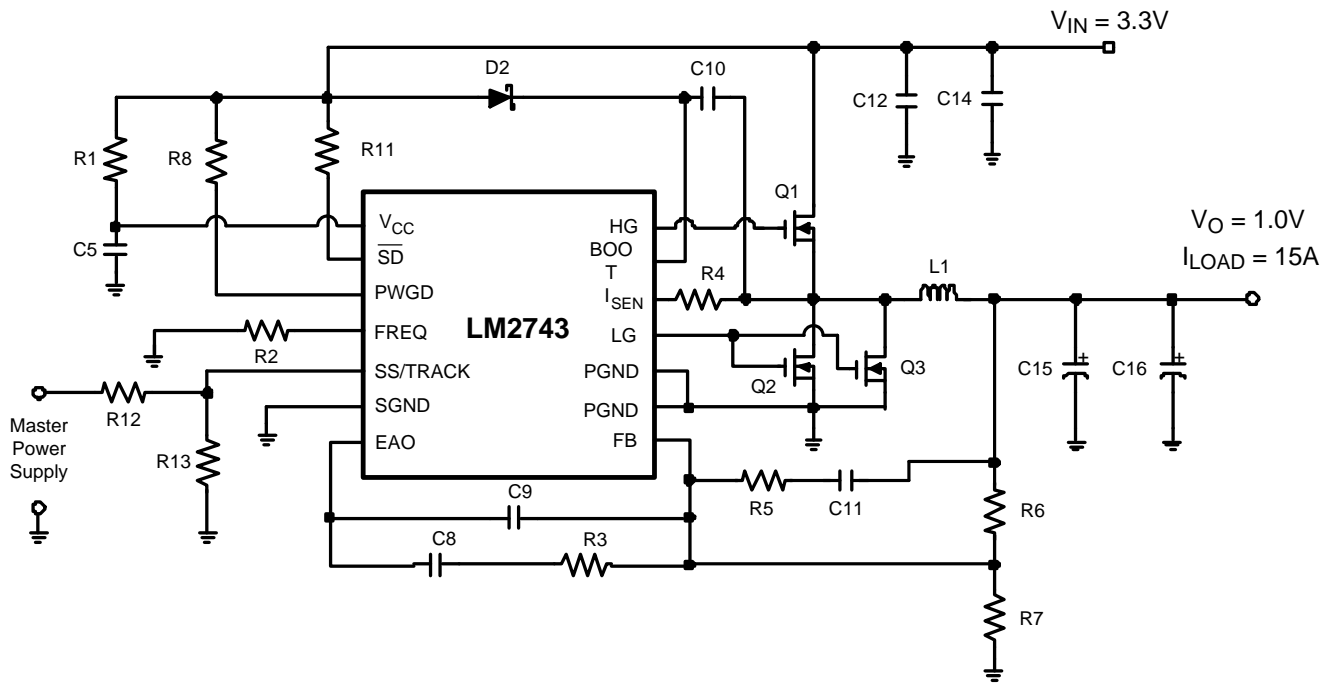 V_IN = 3.3V
D2
C10
C12
C14
R1
R8
R11
Q1
V_O = 1.0V
I_LOAD = 15A
C5
V_CC
SD
PWGD
FREQ
SS/TRACK
SGND
EAO
LM2743
HG
BOO
T
I_SEN
LG
PGND
PGND
FB
R4
L1
Q2
Q3
C15
+
C16
+
R2
R12
R13
Master
Power
Supply
C9
C8
R3
R5
C11
R6
R7